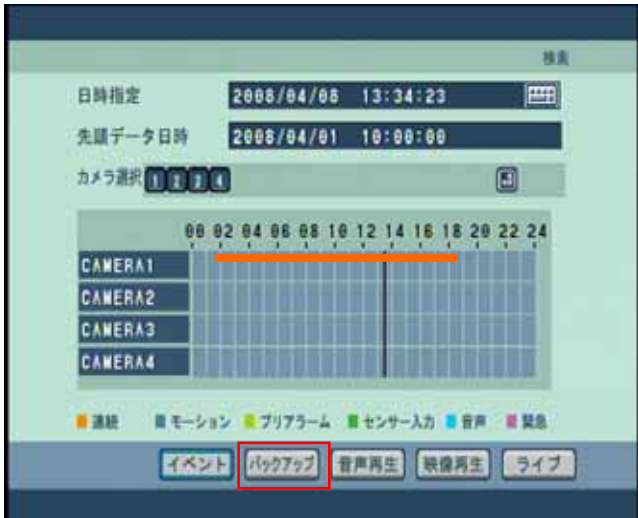 検索
日時指定 2008/04/08 13:34:23
先頭データ日時 2008/04/01 10:00:00
カメラ選択 1 2 3 4
00 02 04 06 08 10 12 14 16 18 20 22 24
CAMERA1
CAMERA2
CAMERA3
CAMERA4
連続 モーション プリアラーム センサー入力 音声 緊急
イベント バックアップ 音声再生 映像再生 ライブ